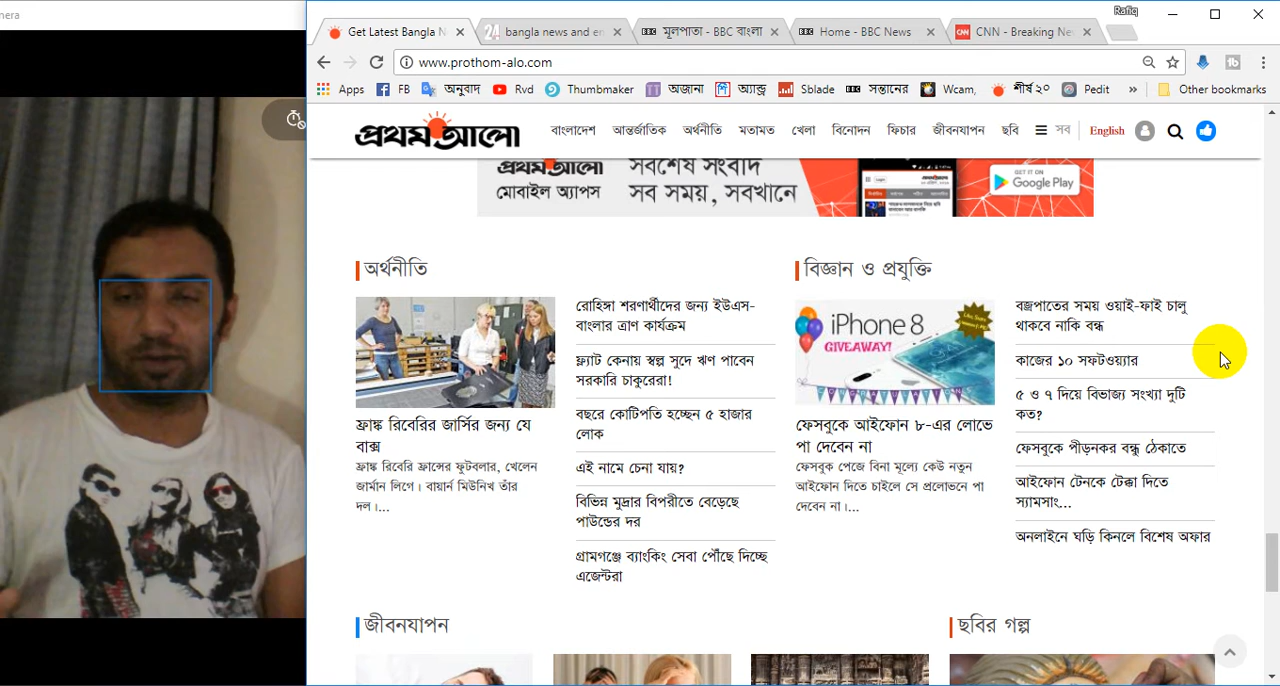 nera
Rafiq
Get Latest Bangla N
bangla news and en
মূলপাতা - BBC বাংলা
Home - BBC News
CNN - Breaking Ne
www.prothom-alo.com
Apps FB অনুবাদ Rvd Thumbmaker অজানা অ্যান্ড্র Sblade সন্তানের Wcam, শীর্ষ ২০ Pedit » Other bookmarks
প্রথম আলো
বাংলাদেশ আন্তর্জাতিক অর্থনীতি মতামত খেলা বিনোদন ফিচার জীবনযাপন ছবি সব English
প্রথম আলো
মোবাইল অ্যাপস
সর্বশেষ সংবাদ
সব সময়, সবখানে
GET IT ON
Google Play
অর্থনীতি
ফ্রাঙ্ক রিবেরির জার্সির জন্য যে
বাক্স
ফ্রাঙ্ক রিবেরি ফ্রান্সের ফুটবলার, খেলেন
জার্মান লিগে। বায়ার্ন মিউনিখ তাঁর
দল।...
রোহিঙ্গা শরণার্থীদের জন্য ইউএস-
বাংলার ত্রাণ কার্যক্রম
ফ্ল্যাট কেনায় স্বল্প সুদে ঋণ পাবেন
সরকারি চাকুরেরা!
বছরে কোটিপতি হচ্ছেন ৫ হাজার
লোক
এই নামে চেনা যায়?
বিভিন্ন মুদ্রার বিপরীতে বেড়েছে
পাউন্ডের দর
গ্রামগঞ্জে ব্যাংকিং সেবা পৌঁছে দিচ্ছে
এজেন্টরা
বিজ্ঞান ও প্রযুক্তি
iPhone 8
GIVEAWAY!
ফেসবুকে আইফোন ৮-এর লোভে
পা দেবেন না
ফেসবুক পেজে বিনা মূল্যে কেউ নতুন
আইফোন দিতে চাইলে সে প্রলোভনে পা
দেবেন না।...
বজ্রপাতের সময় ওয়াই-ফাই চালু
থাকবে নাকি বন্ধ
কাজের ১০ সফটওয়্যার
৫ ও ৭ দিয়ে বিভাজ্য সংখ্যা দুটি
কত?
ফেসবুকে পীড়নকর বন্ধু ঠেকাতে
আইফোন টেনকে টেক্কা দিতে
স্যামসাং...
অনলাইনে ঘড়ি কিনলে বিশেষ অফার
জীবনযাপন
ছবির গল্প